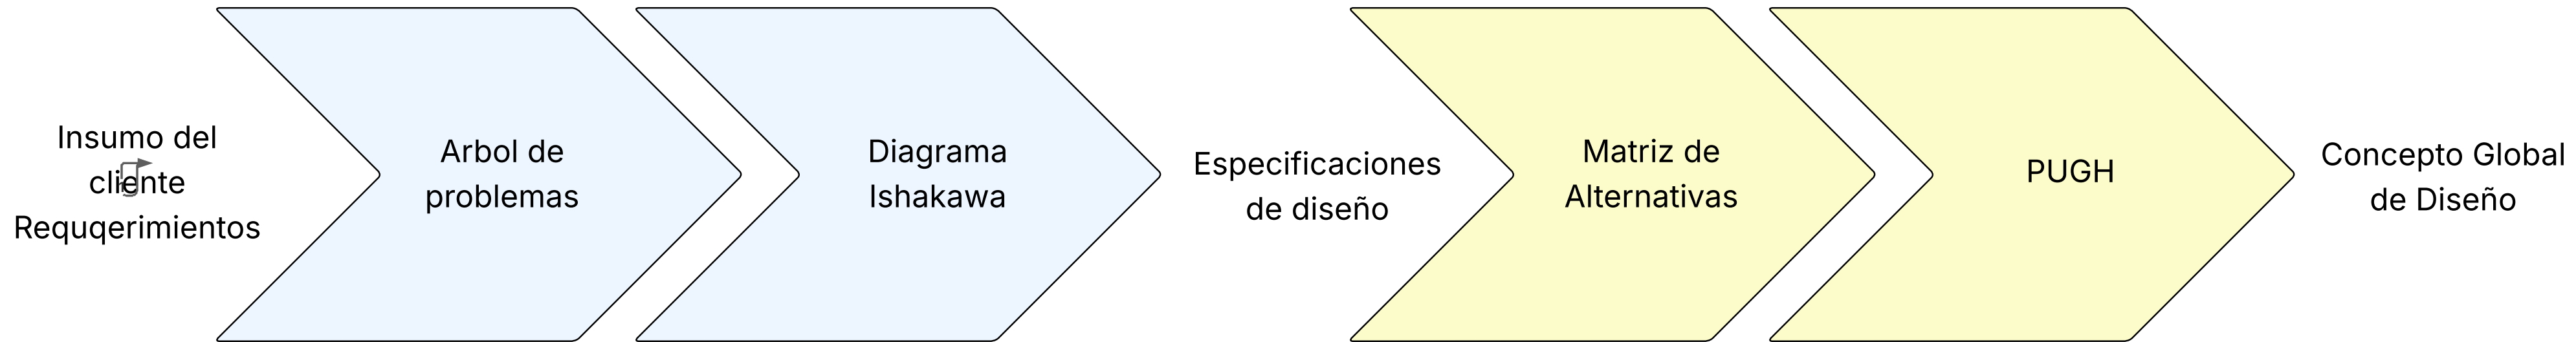 Insumo del
cliente
Requqerimientos
Arbol de
problemas
Diagrama
Ishakawa
Especificaciones
de diseño
Matriz de
Alternativas
PUGH
Concepto Global
de Diseño